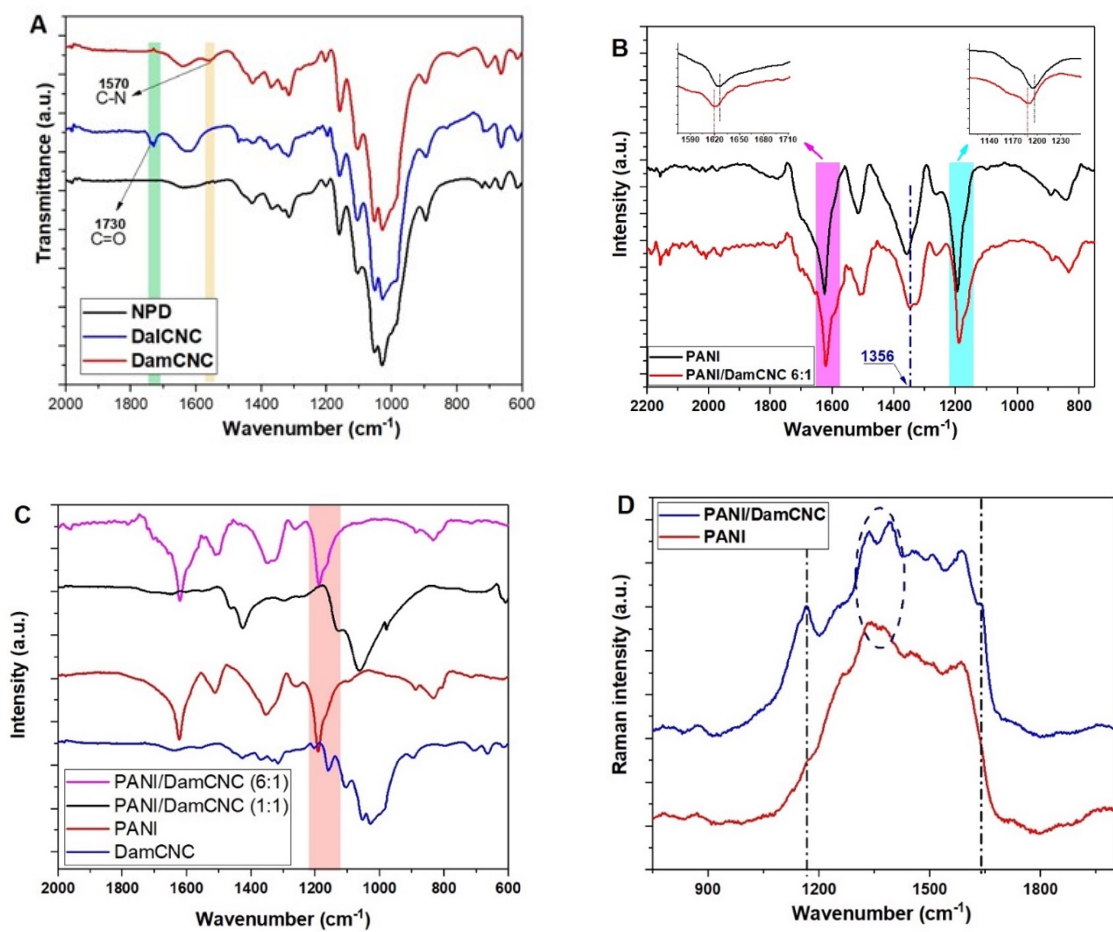 A
1570
C-N
1730
C=O
NPD
DalCNC
DamCNC
Transmittance (a.u.)
2000 1800 1600 1400 1200 1000 800 600
Wavenumber (cm⁻¹)
B
1590 1620 1650 1680 1710
1140 1170 1200 1230
PANI
PANI/DamCNC 6:1
1356
Intensity (a.u.)
2200 2000 1800 1600 1400 1200 1000 800
Wavenumber (cm⁻¹)
C
PANI/DamCNC (6:1)
PANI/DamCNC (1:1)
PANI
DamCNC
Intensity (a.u.)
2000 1800 1600 1400 1200 1000 800 600
Wavenumber (cm⁻¹)
D
PANI/DamCNC
PANI
Raman intensity (a.u.)
900 1200 1500 1800
Wavenumber (cm⁻¹)